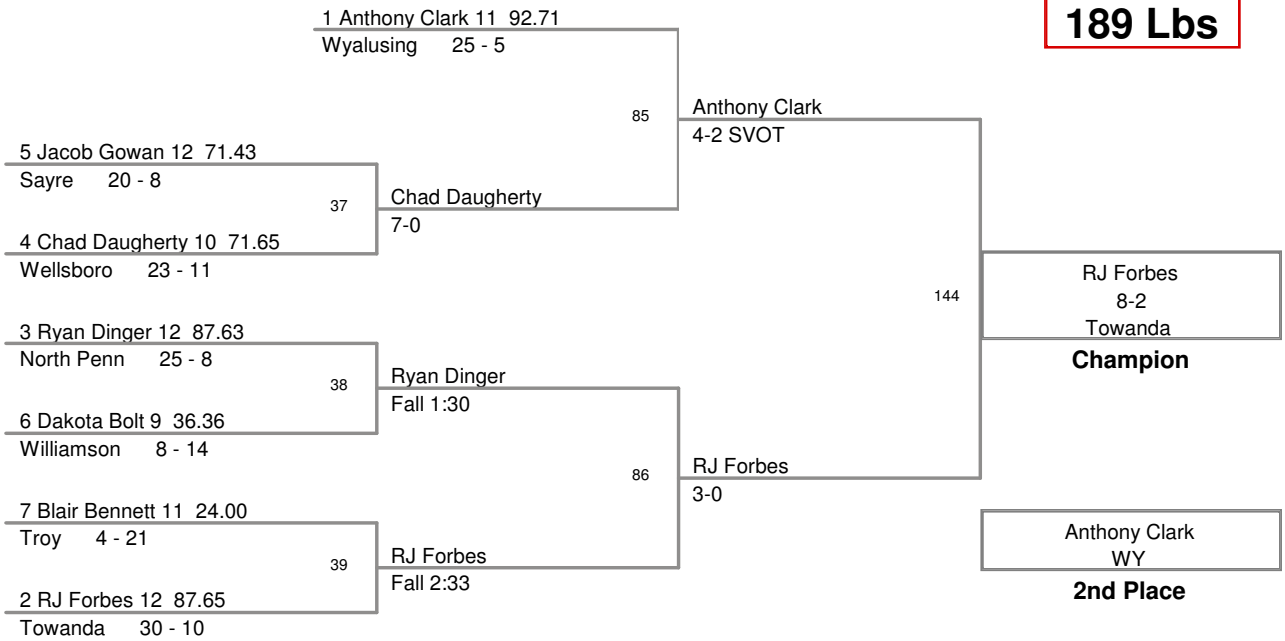 1 Anthony Clark 11 92.71
189 Lbs
Wyalusing 25 - 5
85
Anthony Clark
4-2 SVOT
5 Jacob Gowan 12 71.43
Sayre 20 - 8
37
Chad Daugherty
7-0
4 Chad Daugherty 10 71.65
Wellsboro 23 - 11
144
RJ Forbes
8-2
Towanda
Champion
3 Ryan Dinger 12 87.63
North Penn 25 - 8
38
Ryan Dinger
Fall 1:30
6 Dakota Bolt 9 36.36
Williamson 8 - 14
86
RJ Forbes
3-0
7 Blair Bennett 11 24.00
Troy 4 - 21
39
RJ Forbes
Fall 2:33
2 RJ Forbes 12 87.65
Towanda 30 - 10
Anthony Clark
WY
2nd Place